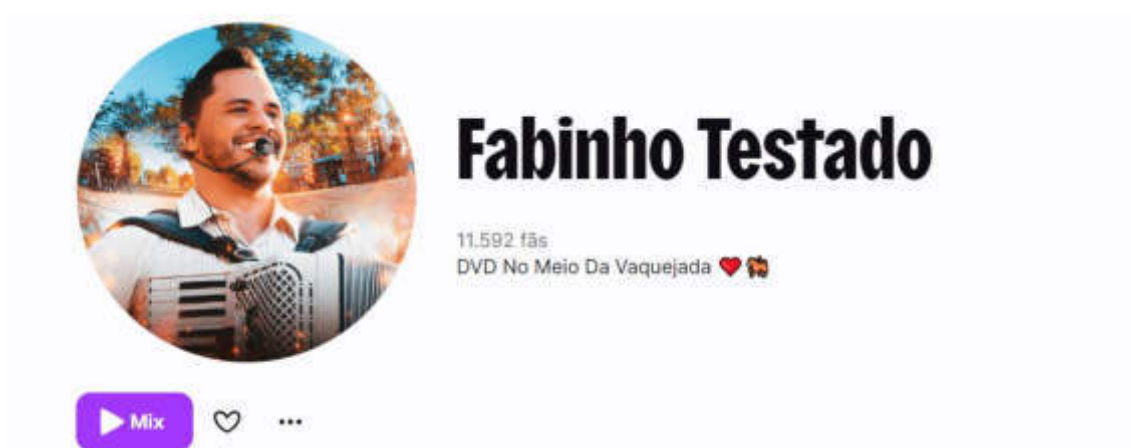 Fabinho Testado
11.592 fãs
DVD No Meio Da Vaquejada ❤️🐂
Mix